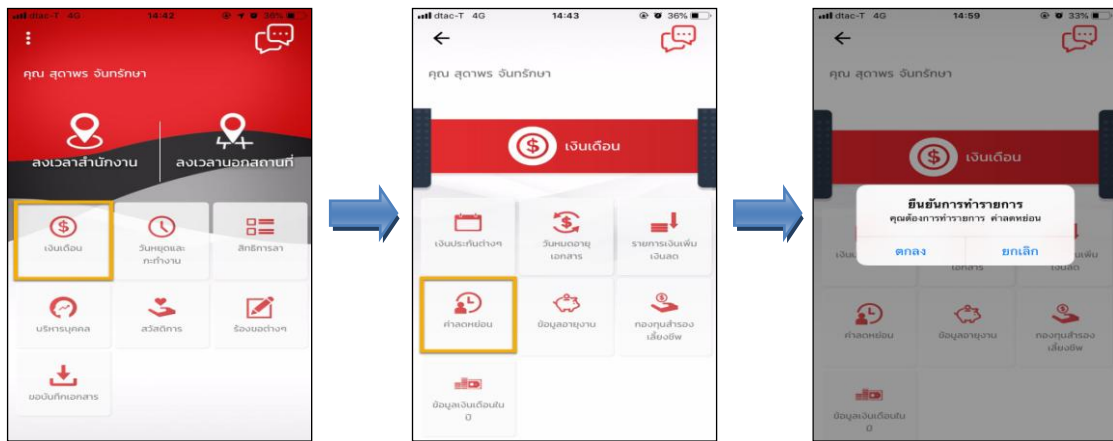 dtac-T 4G 14:42 36%
คุณ สุดาพร จันทรักษา
ลงเวลาสำนักงาน
ลงเวลานอกสถานที่
เงินเดือน
วันหยุดและ
กะทำงาน
สิทธิการลา
บริหารบุคคล
สวัสดิการ
ร้องขอต่างๆ
ขอบันทึกเอกสาร
dtac-T 4G 14:43 36%
คุณ สุดาพร จันทรักษา
เงินเดือน
เงินประกันต่างๆ
วันหมดอายุ
เอกสาร
รายการเงินเพิ่ม
เงินลด
ค่าลดหย่อน
ข้อมูลอายุงาน
กองทุนสำรอง
เลี้ยงชีพ
ข้อมูลเงินเดือนใน
ปี
dtac-T 4G 14:59 33%
คุณ สุดาพร จันทรักษา
เงินเดือน
ยืนยันการทำรายการ
คุณต้องการทำรายการ ค่าลดหย่อน
ตกลง
ยกเลิก
ค่าลดหย่อน
ข้อมูลอายุงาน
กองทุนสำรอง
เลี้ยงชีพ
ข้อมูลเงินเดือนใน
ปี